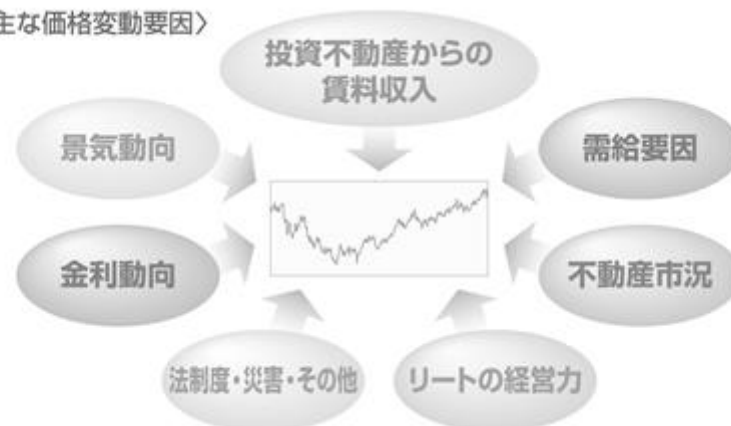 主な価格変動要因〉
投資不動産からの
賃料収入
景気動向
需給要因
金利動向
不動産市況
法制度・災害・その他
リートの経営力